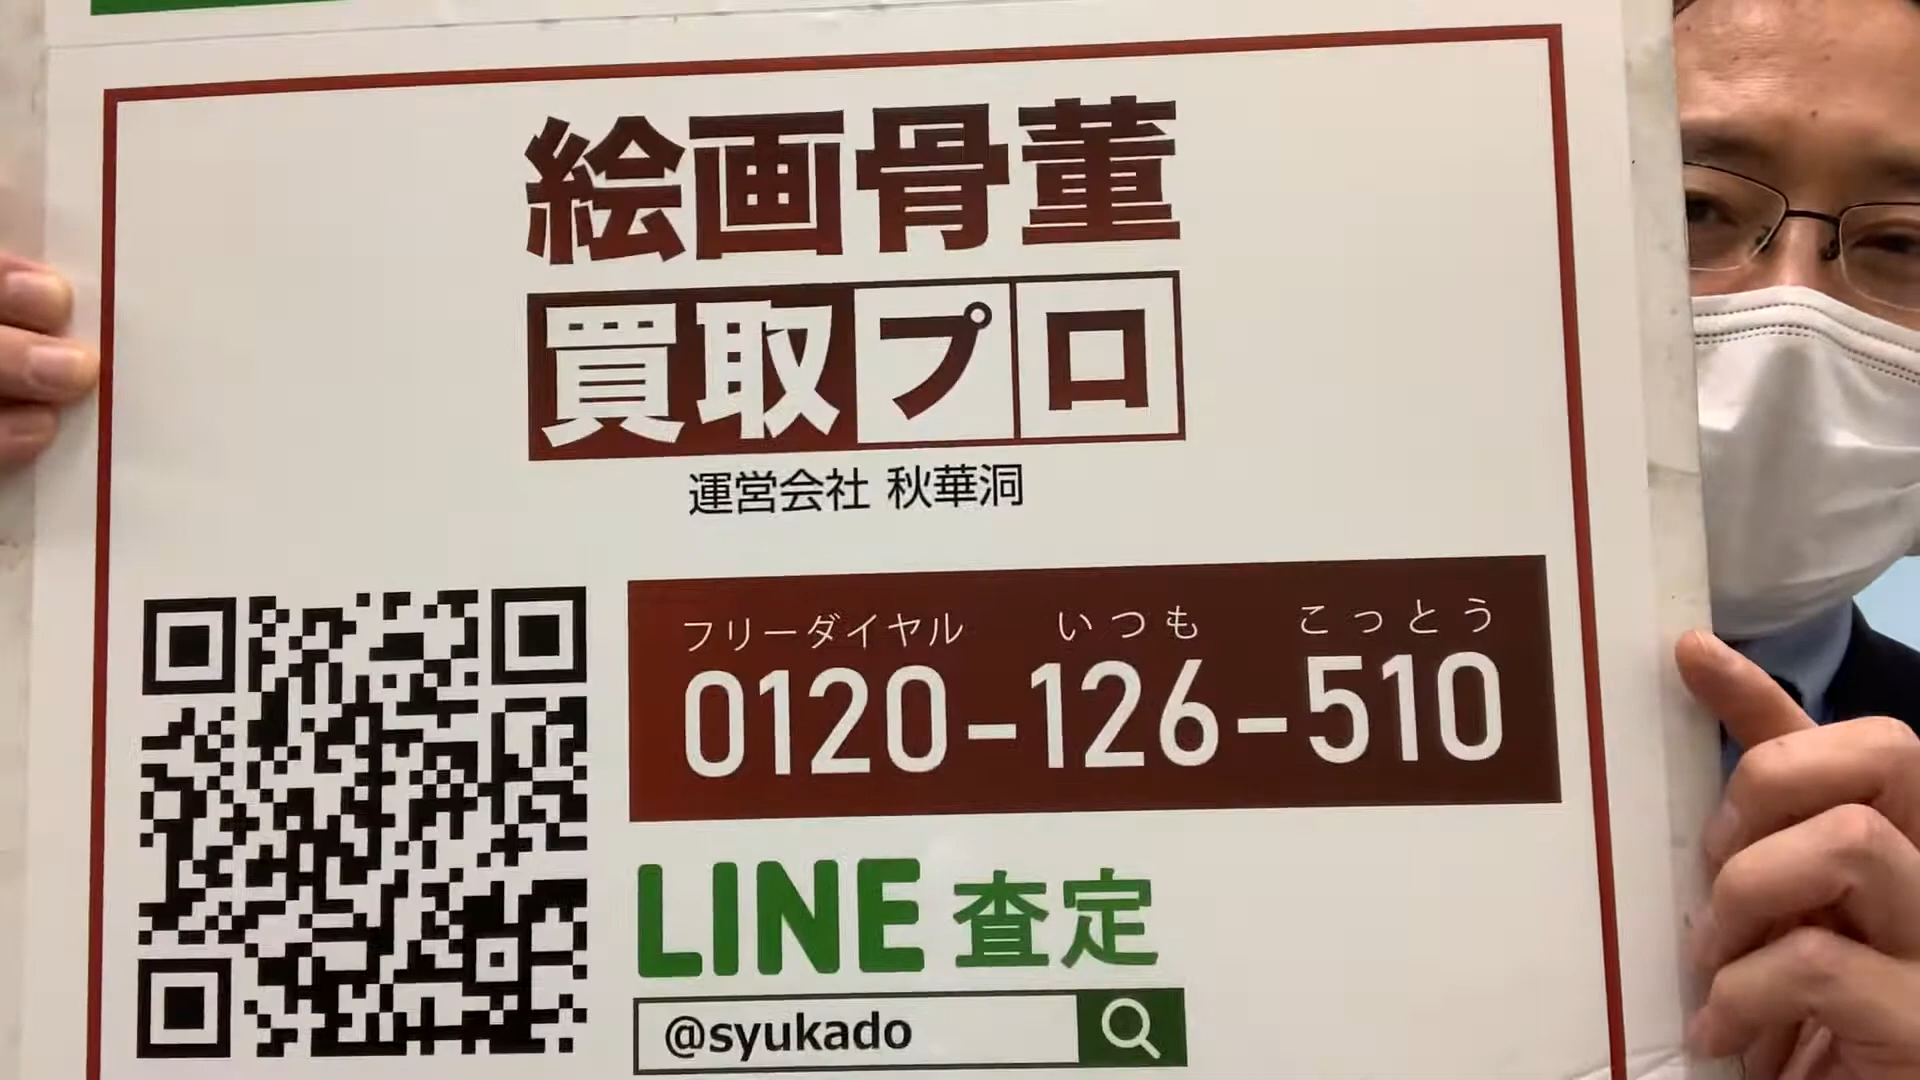 絵画骨董
買取プロ
運営会社 秋華洞
フリーダイヤル いつも こっとう
0120-126-510
LINE 査定
@syukado